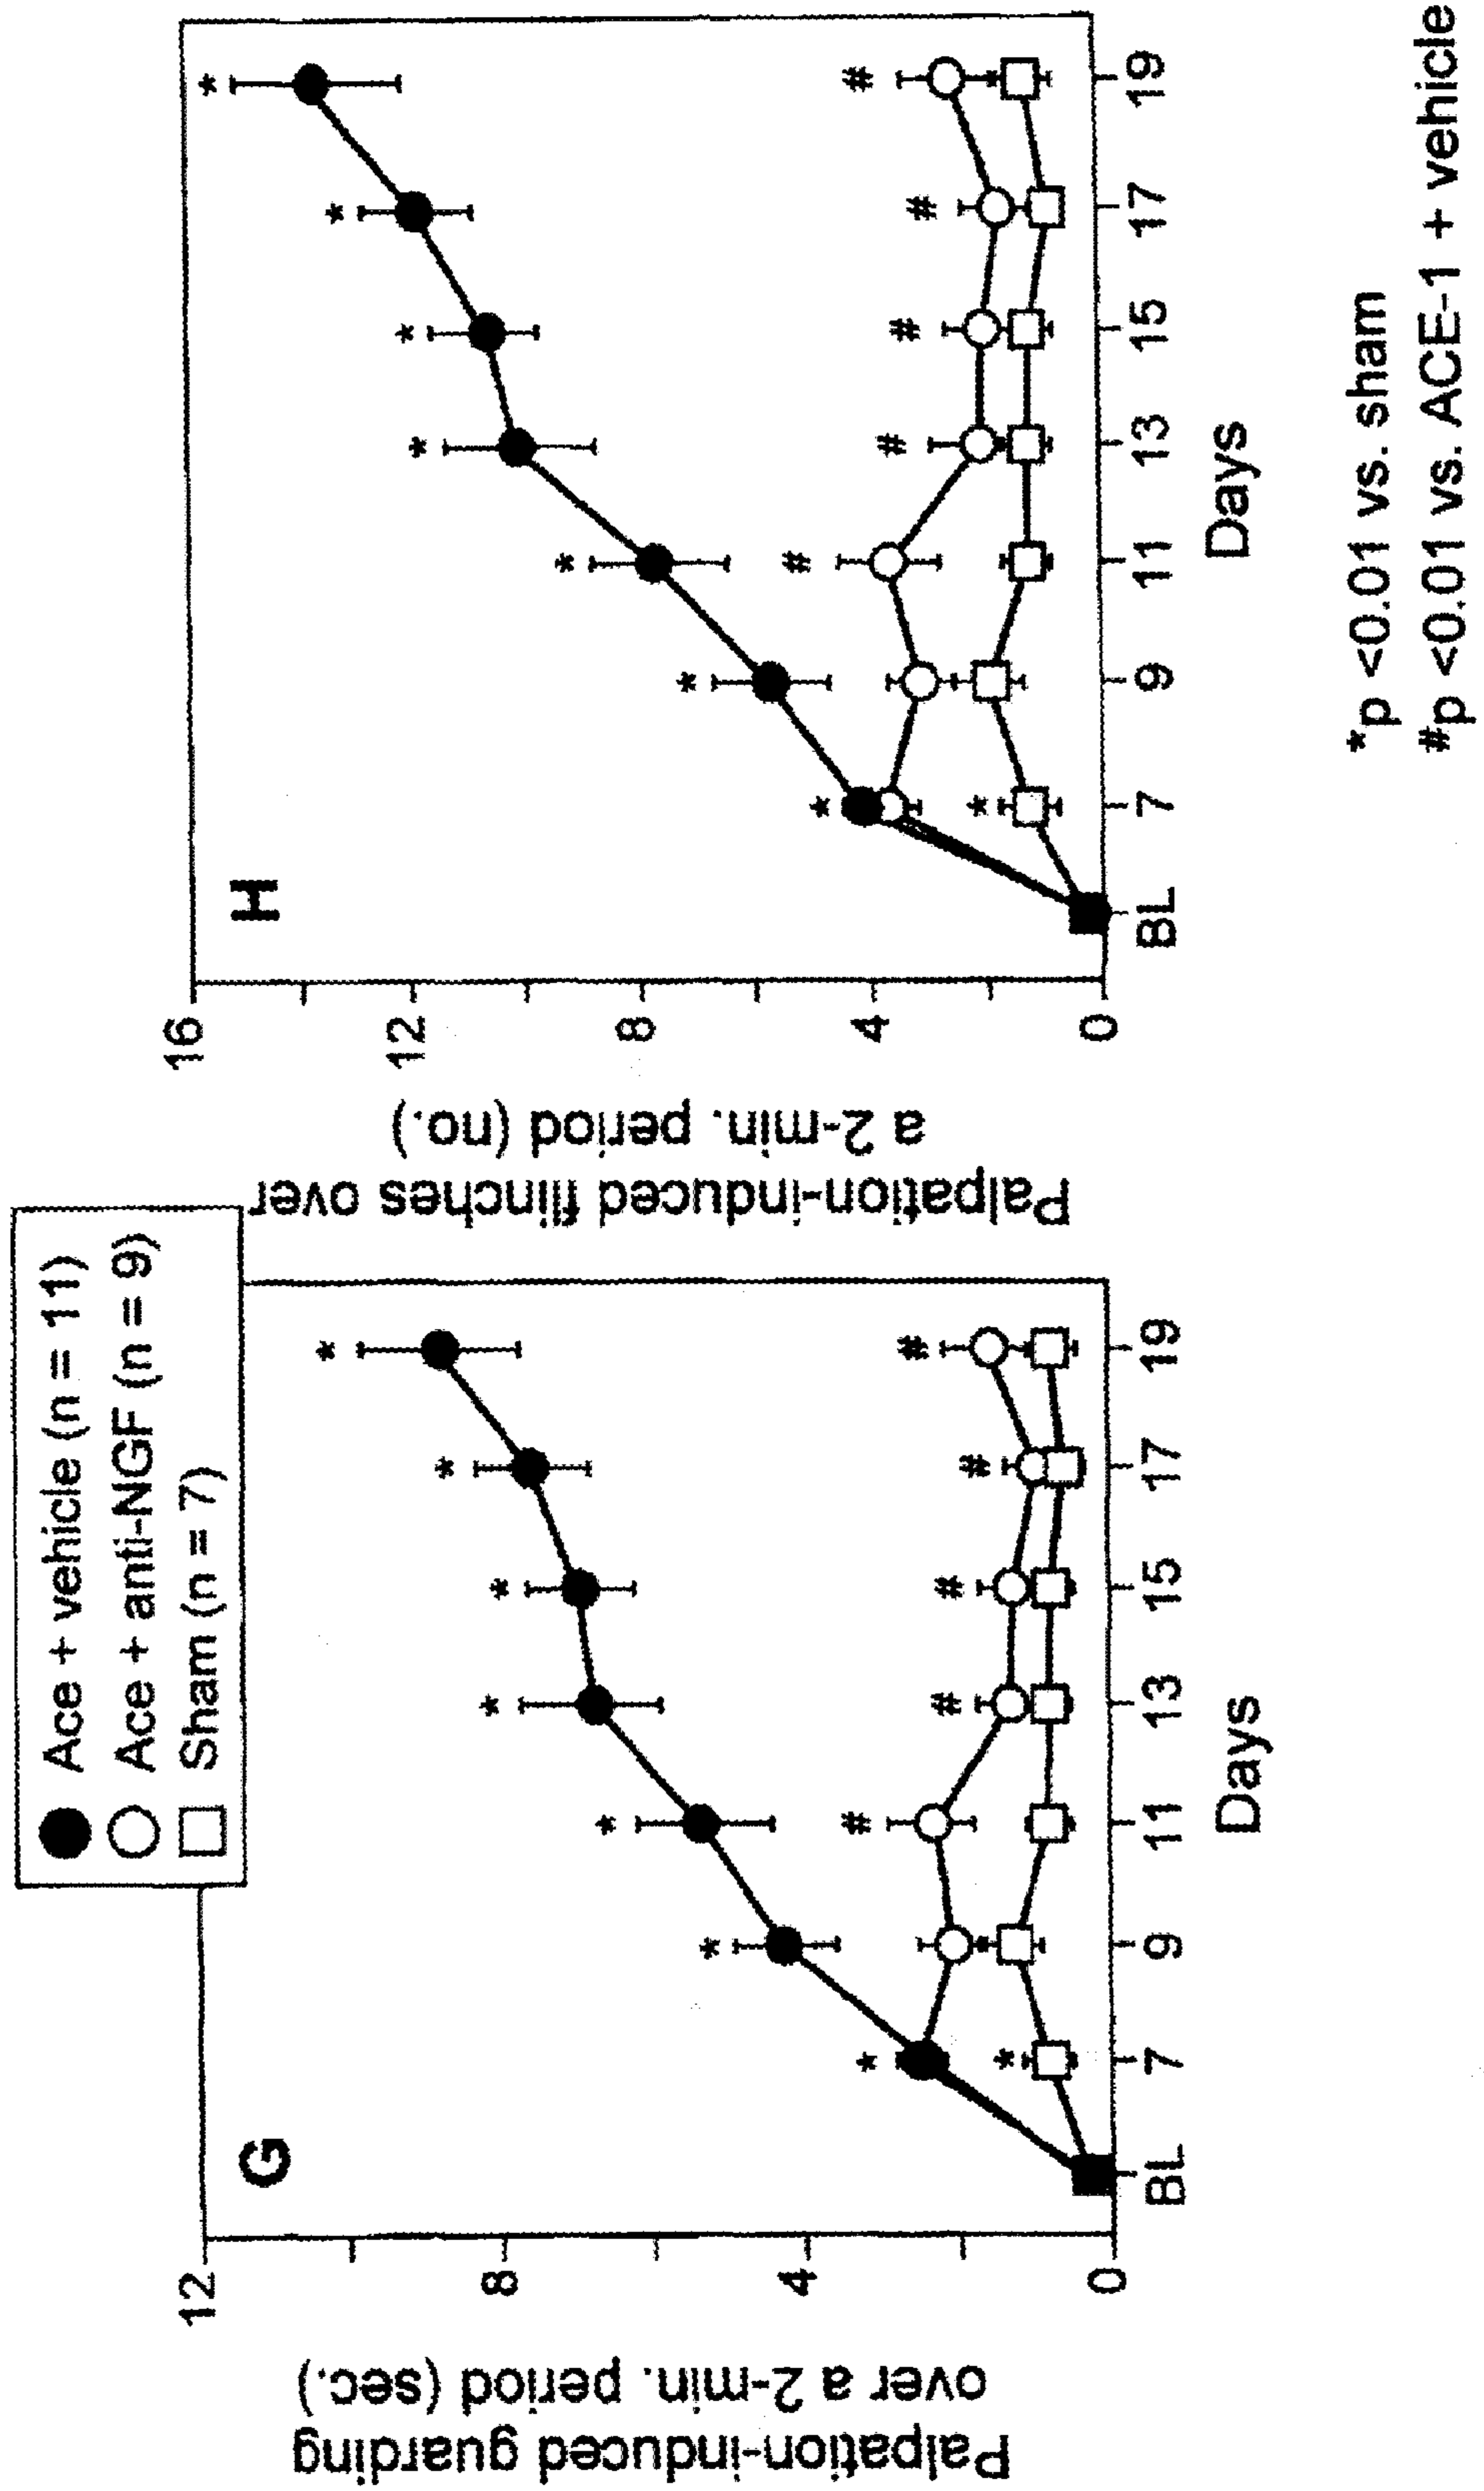 Ace + vehicle (n = 11)
Ace + anti-NGF (n = 9)
Sham (n = 7)
G
Palpation-induced guarding
over a 2-min. period (sec.)
12
8
4
0
* * * * * * *
# # # # #
*
BL 7 9 11 13 15 17 19
Days
H
Palpation-induced flinches over
a 2-min. period (no.)
16
12
8
4
0
* * * * * * *
# # # # #
*
BL 7 9 11 13 15 17 19
Days
*p <0.01 vs. sham
#p <0.01 vs. ACE-1 + vehicle